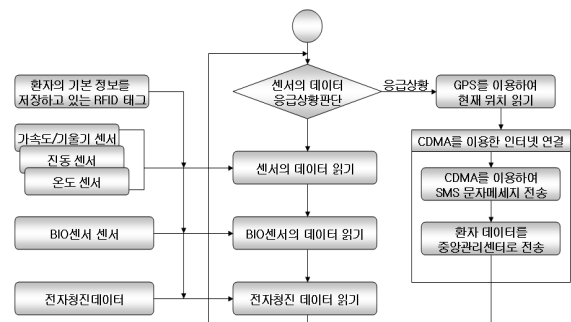 환자의 기본 정보를
저장하고 있는 RFID 태그
가속도/기울기 센서
진동 센서
온도 센서
BIO센서 센서
전자청진데이터
센서의 데이터
응급상황판단
응급상황
센서의 데이터 읽기
BIO센서의 데이터 읽기
전자청진 데이터 읽기
GPS를 이용하여
현재 위치 읽기
CDMA를 이용한 인터넷 연결
CDMA를 이용하여
SMS 문자메세지 전송
환자 데이터를
중앙관리센터로 전송